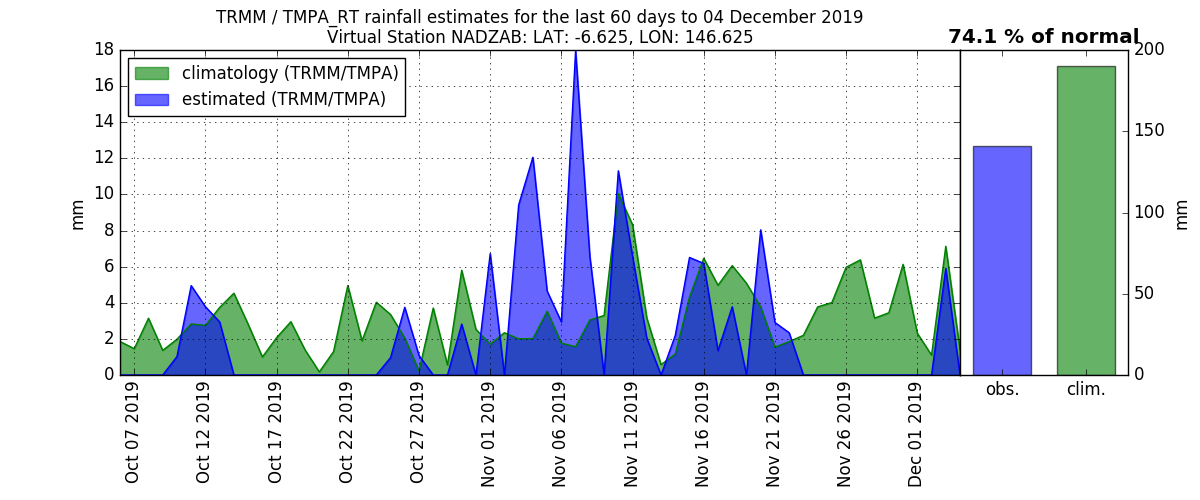 TRMM / TMPA_RT rainfall estimates for the last 60 days to 04 December 2019
Virtual Station NADZAB: LAT: -6.625, LON: 146.625
74.1 % of normal
climatology (TRMM/TMPA)
estimated (TRMM/TMPA)
18
16
14
12
10
8
6
4
2
0
mm
Oct 07 2019
Oct 12 2019
Oct 17 2019
Oct 22 2019
Oct 27 2019
Nov 01 2019
Nov 06 2019
Nov 11 2019
Nov 16 2019
Nov 21 2019
Nov 26 2019
Dec 01 2019
obs.
clim.
200
150
100
50
0
mm